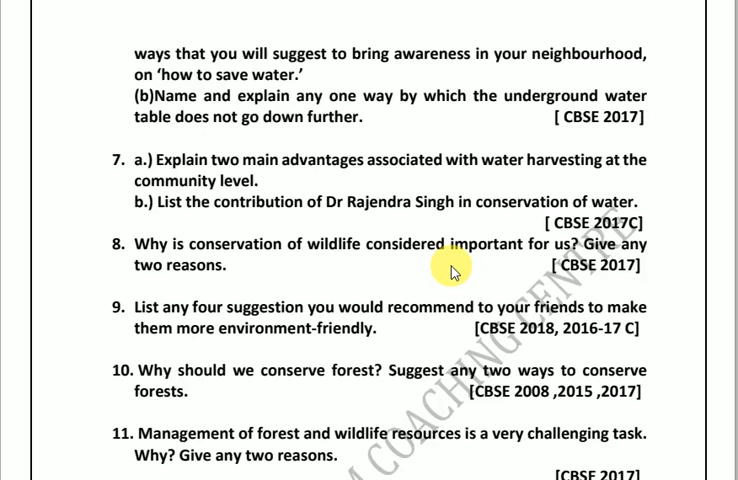 ways that you will suggest to bring awareness in your neighbourhood,
on ‘how to save water.’
(b)Name and explain any one way by which the underground water
table does not go down further. [ CBSE 2017]
7. a.) Explain two main advantages associated with water harvesting at the
community level.
b.) List the contribution of Dr Rajendra Singh in conservation of water.
[ CBSE 2017C]
8. Why is conservation of wildlife considered important for us? Give any
two reasons. [ CBSE 2017]
9. List any four suggestion you would recommend to your friends to make
them more environment-friendly. [CBSE 2018, 2016-17 C]
10. Why should we conserve forest? Suggest any two ways to conserve
forests. [CBSE 2008 ,2015 ,2017]
11. Management of forest and wildlife resources is a very challenging task.
Why? Give any two reasons.
[CBSE 2017]
COACHING CENTRE